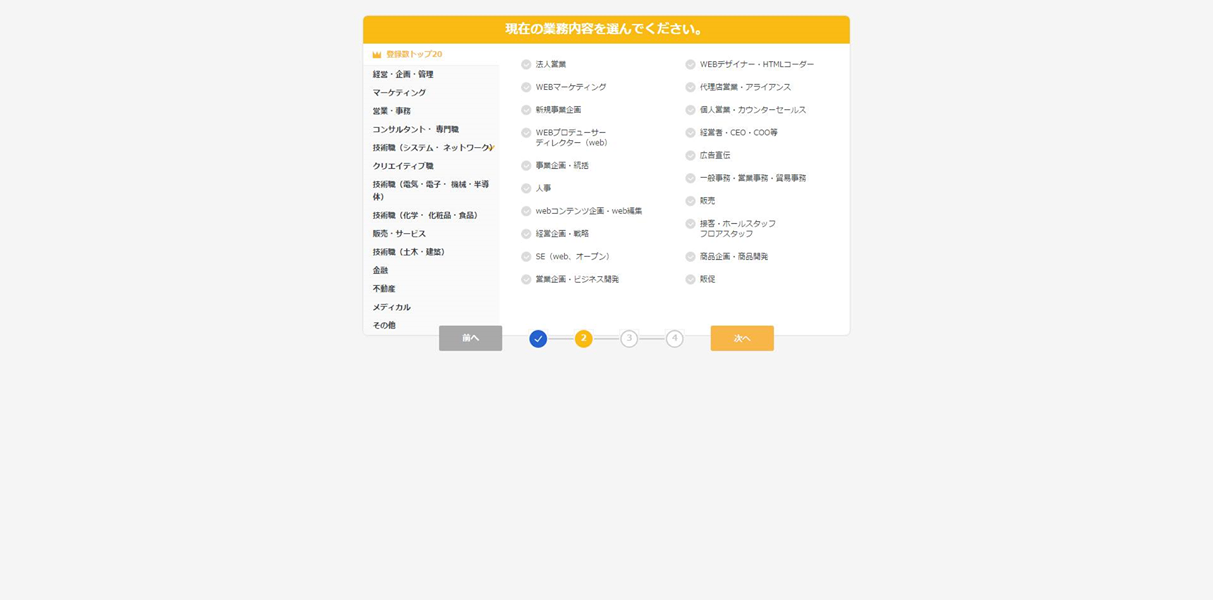 現在の業務内容を選んでください。
登録数トップ20
経営・企画・管理
マーケティング
営業・事務
コンサルタント・ 専門職
技術職（システム・ ネットワーク）
クリエイティブ職
技術職（電気・電子・ 機械・半導
体）
技術職（化学・ 化粧品・食品）
販売・サービス
技術職（土木・建築）
金融
不動産
メディカル
その他
法人営業
WEBマーケティング
新規事業企画
WEBプロデューサー
ディレクター（web）
事業企画・統括
人事
webコンテンツ企画・web編集
経営企画・戦略
SE（web、オープン）
営業企画・ビジネス開発
WEBデザイナー・HTMLコーダー
代理店営業・アライアンス
個人営業・カウンターセールス
経営者・CEO・COO等
広告宣伝
一般事務・営業事務・貿易事務
販売
接客・ホールスタッフ
フロアスタッフ
商品企画・商品開発
販促
前へ
2
3
4
次へ